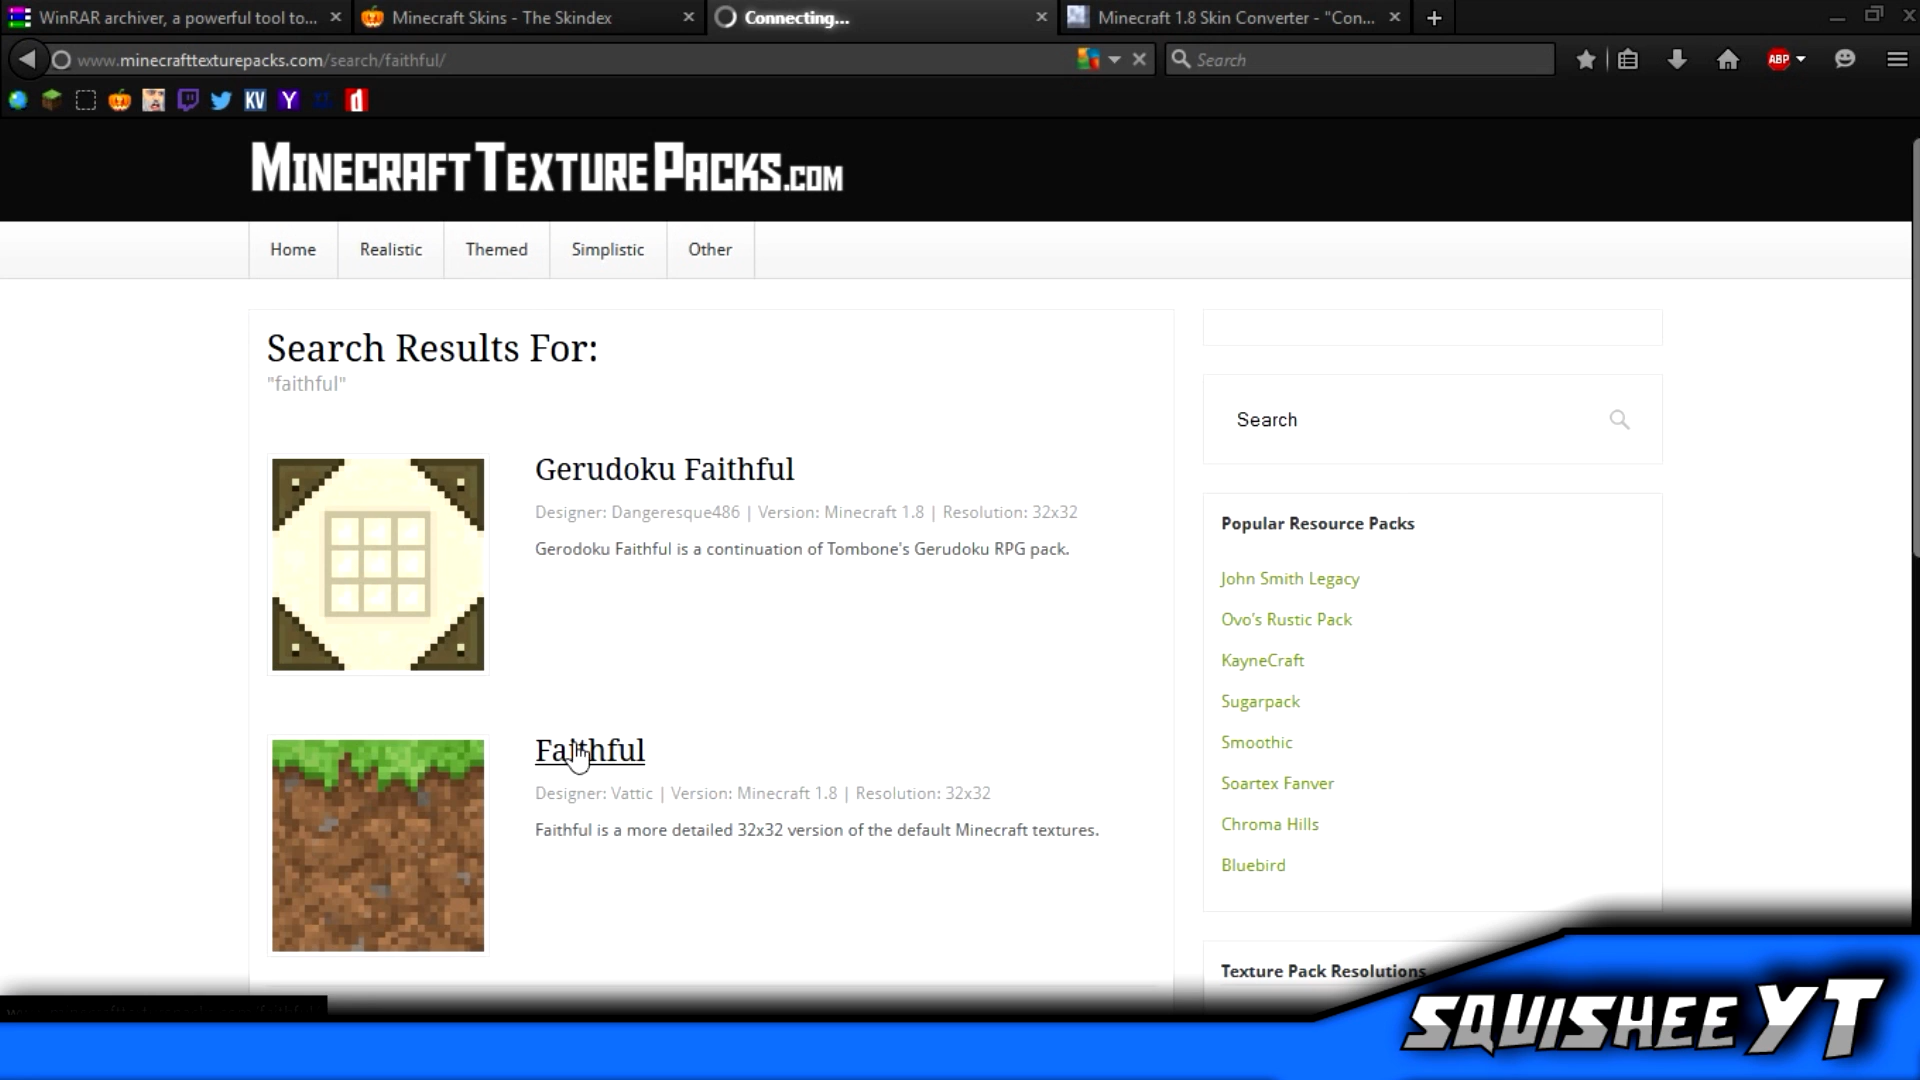 WinRAR archiver, a powerful tool to...
Minecraft Skins - The Skindex
Connecting...
Minecraft 1.8 Skin Converter - "Con...
www.minecrafttexturepacks.com/search/faithful/
Search
ABP
KV
Y
d
MINECRAFT TEXTURE PACKS.COM
Home
Realistic
Themed
Simplistic
Other
Search Results For:
"faithful"
Gerudoku Faithful
Designer: Dangeresque486 | Version: Minecraft 1.8 | Resolution: 32x32
Gerodoku Faithful is a continuation of Tombone's Gerudoku RPG pack.
Faithful
Designer: Vattic | Version: Minecraft 1.8 | Resolution: 32x32
Faithful is a more detailed 32x32 version of the default Minecraft textures.
Search
Popular Resource Packs
John Smith Legacy
Ovo's Rustic Pack
KayneCraft
Sugarpack
Smoothic
Soartex Fanver
Chroma Hills
Bluebird
Texture Pack Resolutions
SQUISHEE YT